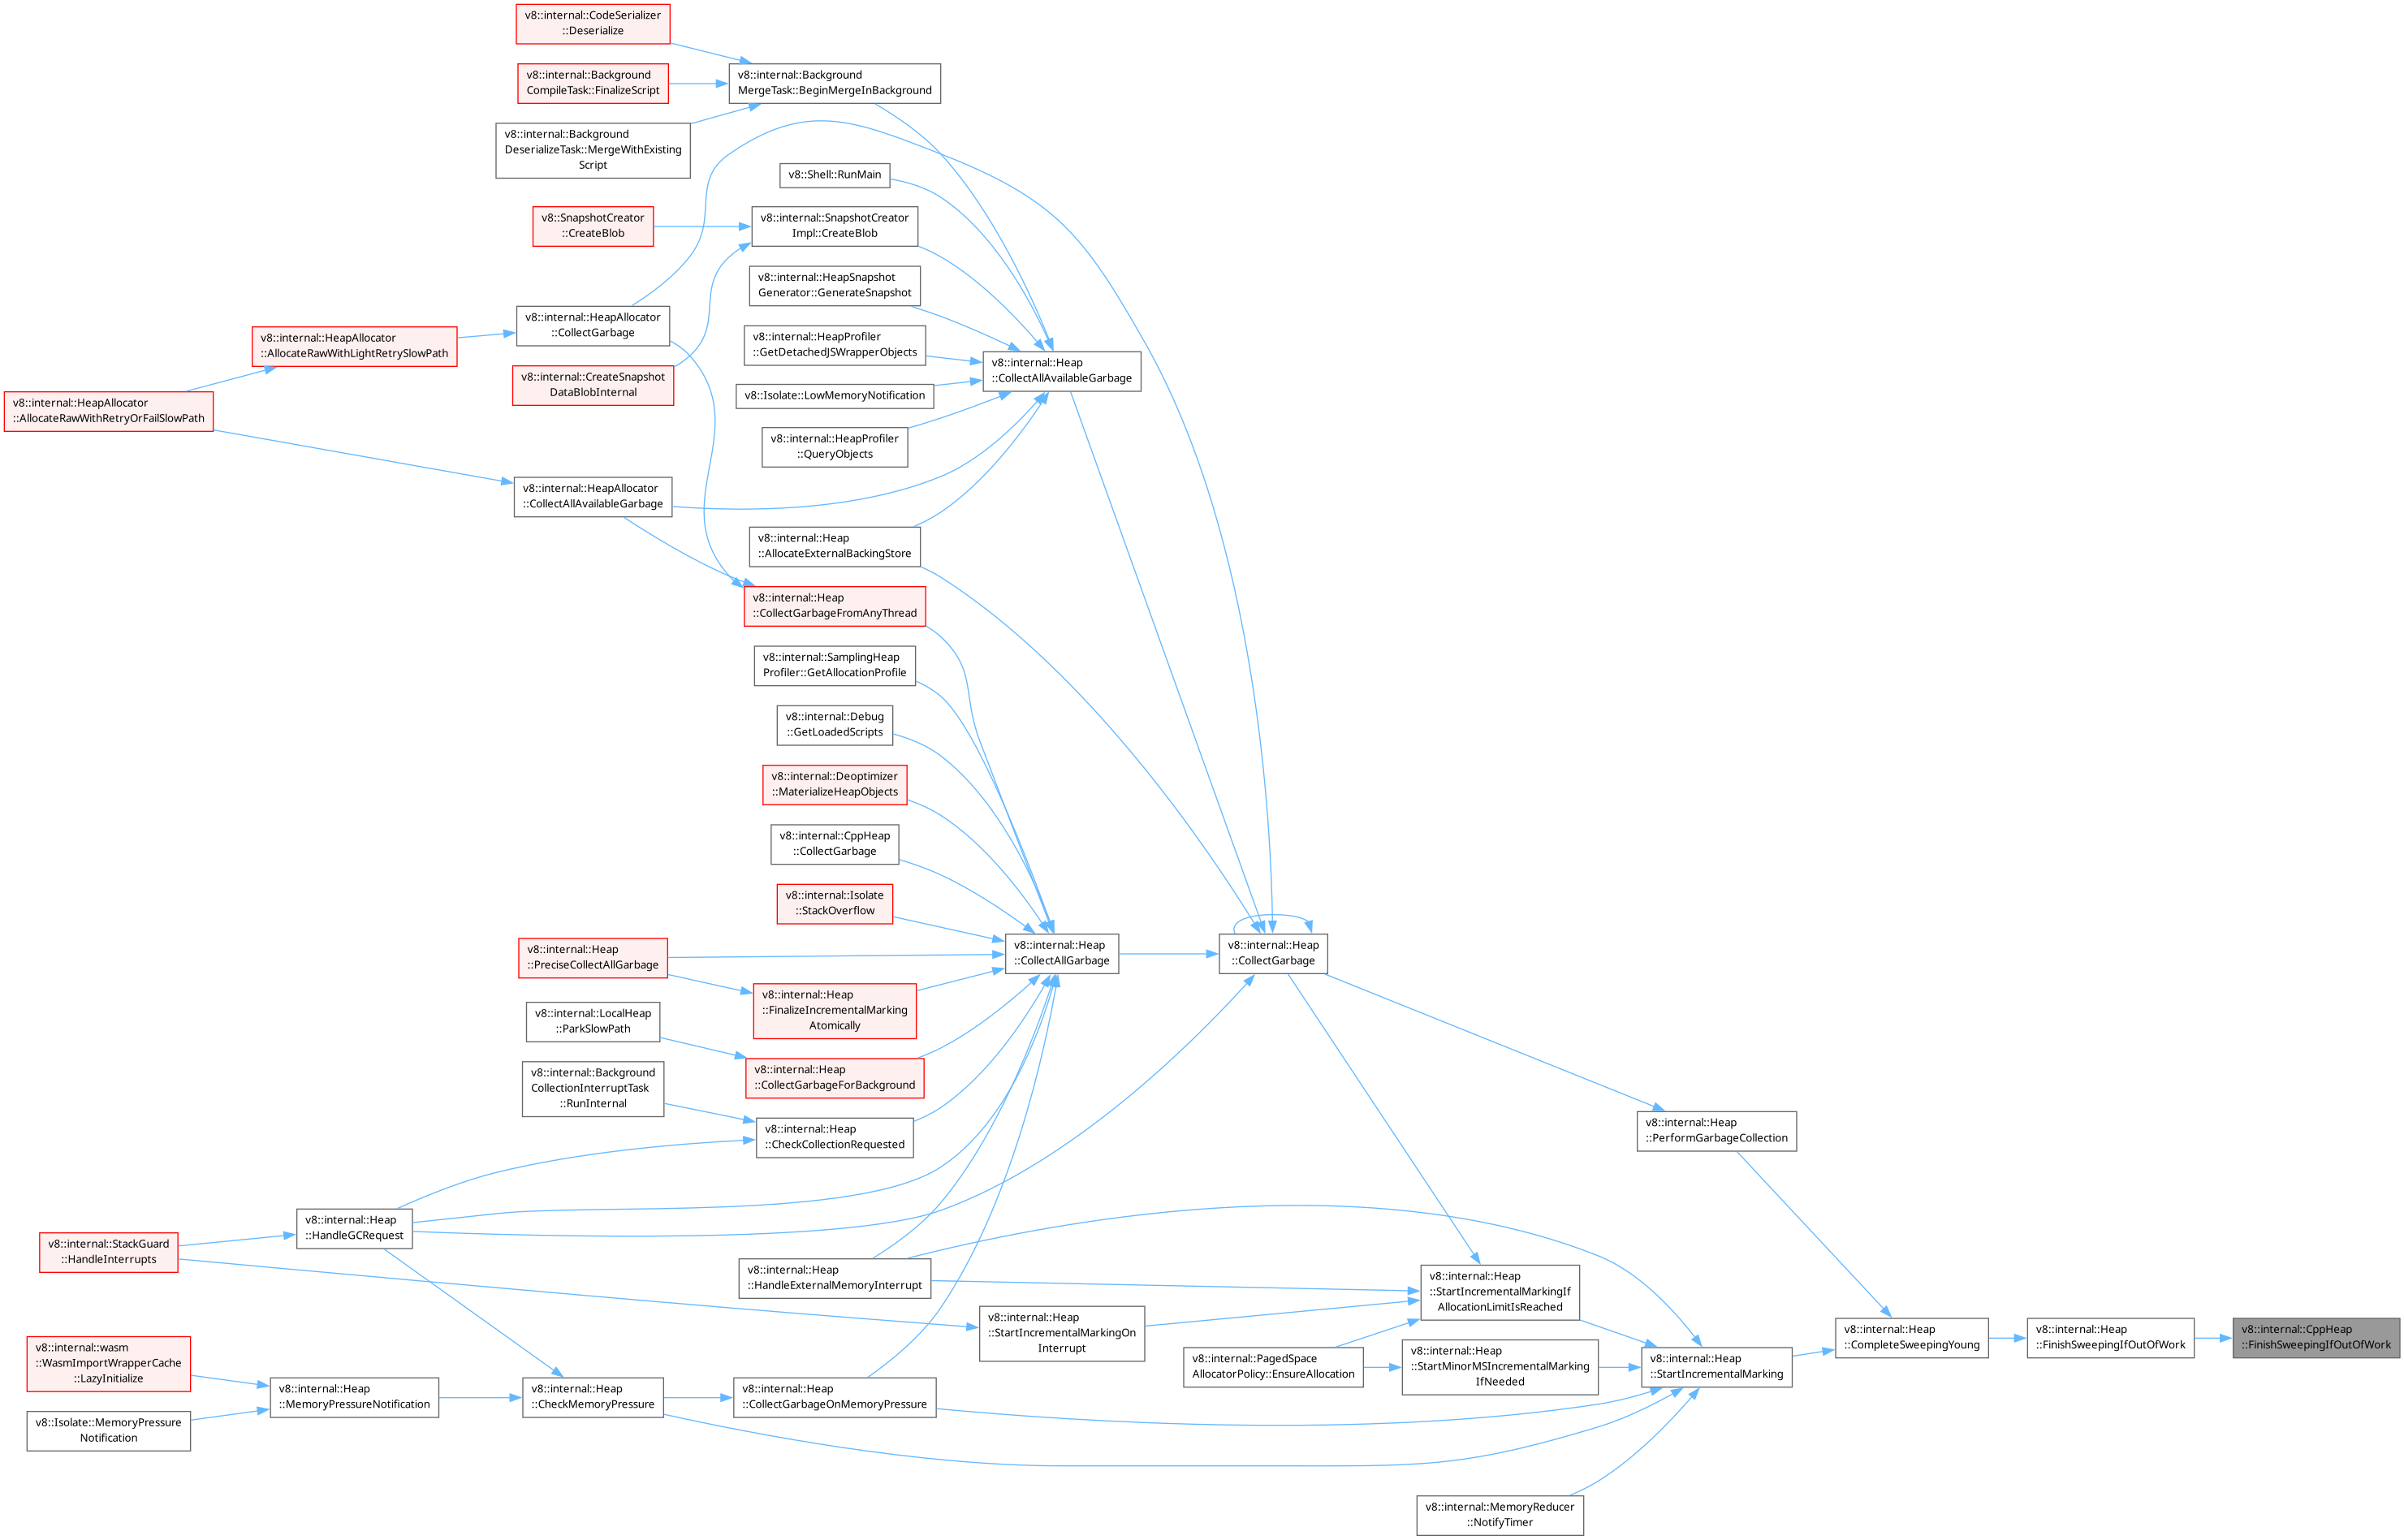 v8::internal::CodeSerializer
::Deserialize
v8::internal::Background
CompileTask::FinalizeScript
v8::internal::Background
MergeTask::BeginMergeInBackground
v8::internal::Background
DeserializeTask::MergeWithExisting
Script
v8::Shell::RunMain
v8::SnapshotCreator
::CreateBlob
v8::internal::SnapshotCreator
Impl::CreateBlob
v8::internal::HeapSnapshot
Generator::GenerateSnapshot
v8::internal::HeapAllocator
::CollectGarbage
v8::internal::HeapAllocator
::AllocateRawWithLightRetrySlowPath
v8::internal::HeapProfiler
::GetDetachedJSWrapperObjects
v8::internal::Heap
::CollectAllAvailableGarbage
v8::internal::CreateSnapshot
DataBlobInternal
v8::Isolate::LowMemoryNotification
v8::internal::HeapAllocator
::AllocateRawWithRetryOrFailSlowPath
v8::internal::HeapProfiler
::QueryObjects
v8::internal::HeapAllocator
::CollectAllAvailableGarbage
v8::internal::Heap
::AllocateExternalBackingStore
v8::internal::Heap
::CollectGarbageFromAnyThread
v8::internal::SamplingHeap
Profiler::GetAllocationProfile
v8::internal::Debug
::GetLoadedScripts
v8::internal::Deoptimizer
::MaterializeHeapObjects
v8::internal::CppHeap
::CollectGarbage
v8::internal::Isolate
::StackOverflow
v8::internal::Heap
::PreciseCollectAllGarbage
v8::internal::Heap
::CollectAllGarbage
v8::internal::Heap
::CollectGarbage
v8::internal::Heap
::FinalizeIncrementalMarking
Atomically
v8::internal::LocalHeap
::ParkSlowPath
v8::internal::Heap
::CollectGarbageForBackground
v8::internal::Background
CollectionInterruptTask
::RunInternal
v8::internal::Heap
::CheckCollectionRequested
v8::internal::Heap
::PerformGarbageCollection
v8::internal::Heap
::HandleGCRequest
v8::internal::StackGuard
::HandleInterrupts
v8::internal::Heap
::HandleExternalMemoryInterrupt
v8::internal::Heap
::StartIncrementalMarkingIf
AllocationLimitIsReached
v8::internal::Heap
::StartIncrementalMarkingOn
Interrupt
v8::internal::Heap
::CompleteSweepingYoung
v8::internal::Heap
::FinishSweepingIfOutOfWork
v8::internal::CppHeap
::FinishSweepingIfOutOfWork
v8::internal::wasm
::WasmImportWrapperCache
::LazyInitialize
v8::internal::PagedSpace
AllocatorPolicy::EnsureAllocation
v8::internal::Heap
::StartMinorMSIncrementalMarking
IfNeeded
v8::internal::Heap
::StartIncrementalMarking
v8::internal::Heap
::MemoryPressureNotification
v8::internal::Heap
::CheckMemoryPressure
v8::internal::Heap
::CollectGarbageOnMemoryPressure
v8::Isolate::MemoryPressure
Notification
v8::internal::MemoryReducer
::NotifyTimer